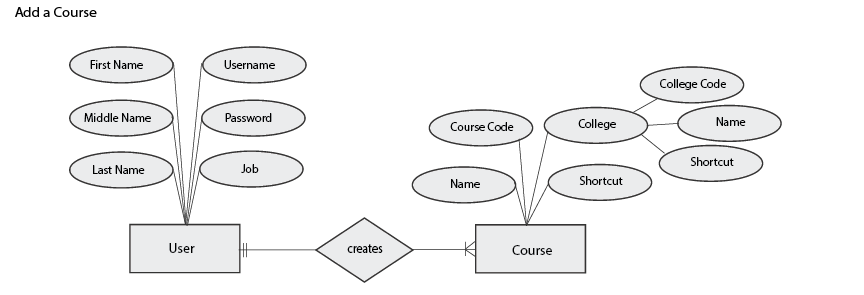 Add a Course
First Name
Username
Middle Name
Password
Last Name
Job
User
creates
Course Code
Name
College
Shortcut
College Code
Name
Shortcut
Course